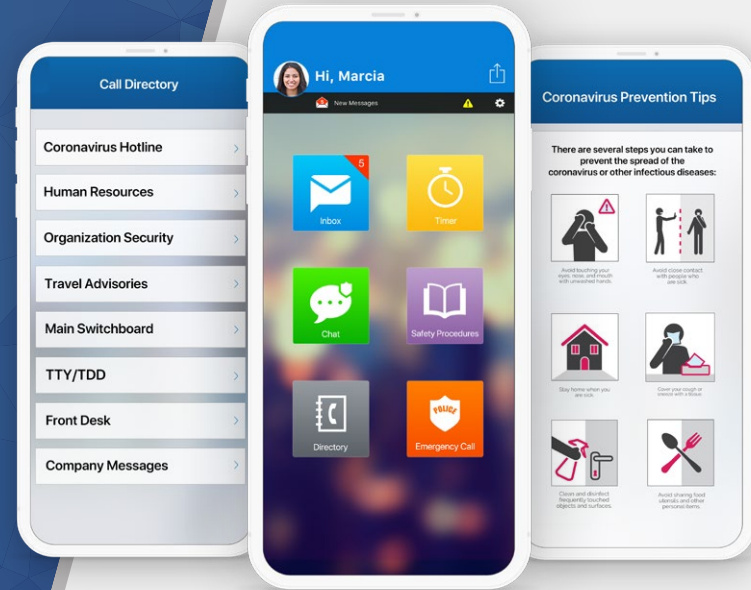 Call Directory
Coronavirus Hotline
Human Resources
Organization Security
Travel Advisories
Main Switchboard
TTY/TDD
Front Desk
Company Messages
Hi, Marcia
New Messages
5
Inbox
Timer
Chat
Safety Procedures
Directory
POLICE
Emergency Call
Coronavirus Prevention Tips
There are several steps you can take to
prevent the spread of the
coronavirus or other infectious diseases:
Avoid touching your
eyes, nose, and mouth
with unwashed hands.
Avoid close contact
with people who
are sick
Stay home when you
are sick
Cover your cough or
sneeze with a tissue.
Clean and disinfect
frequently touched
objects and surfaces.
Avoid sharing food
utensils and other
personal items.